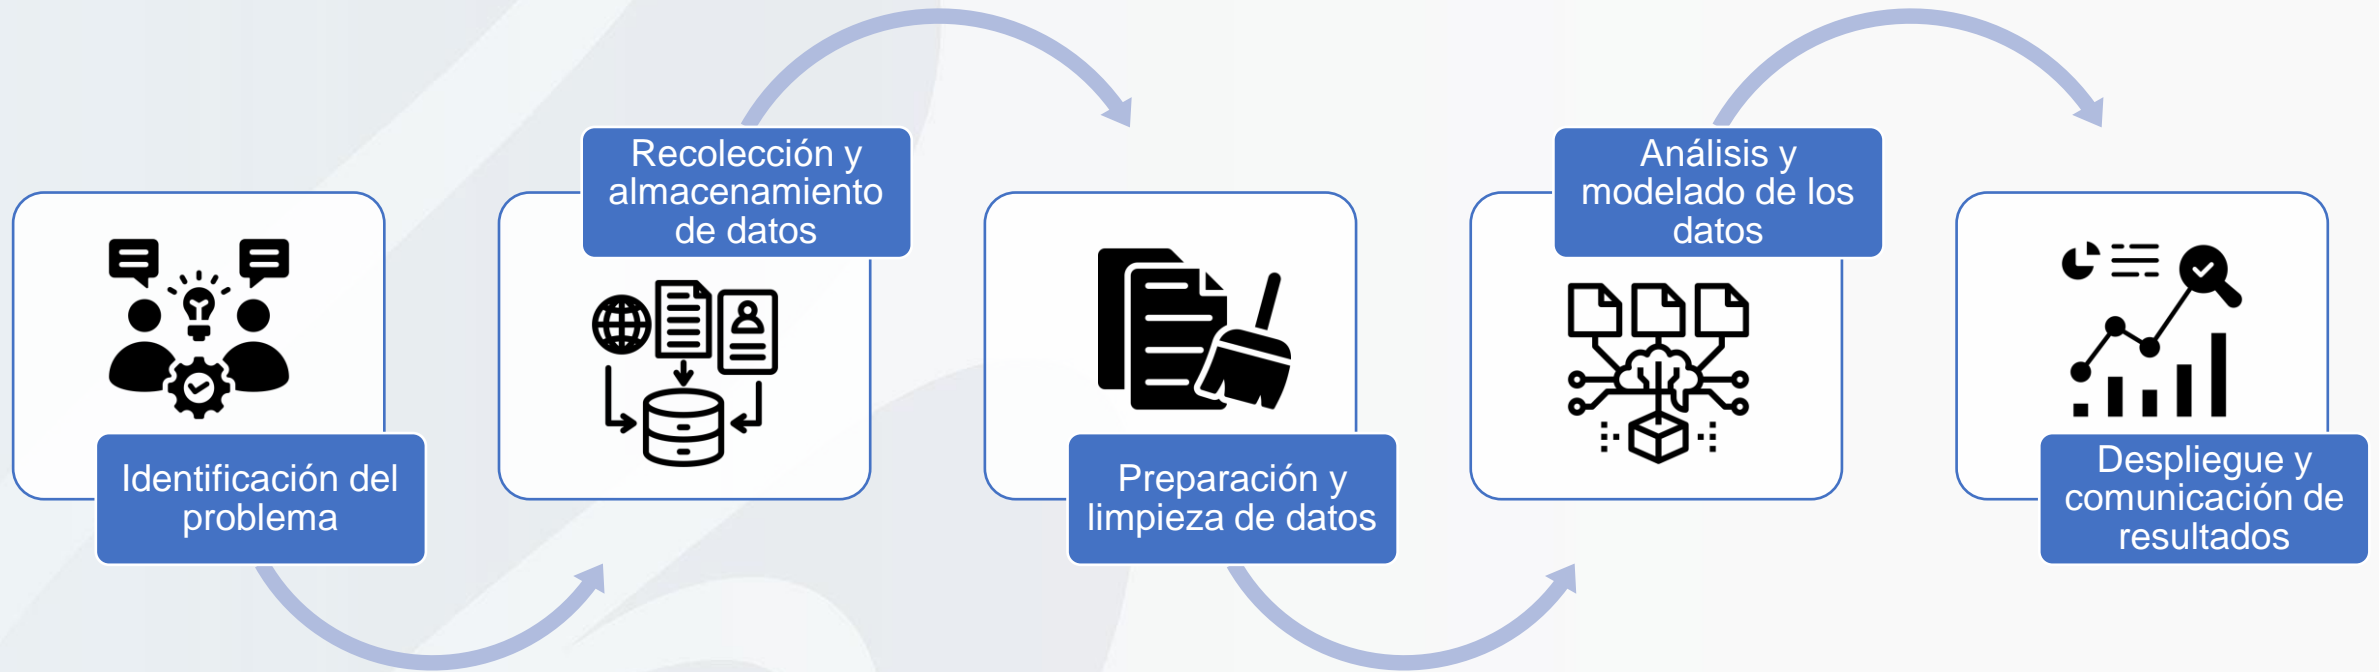 Identificación del
problema
Recolección y
almacenamiento
de datos
Preparación y
limpieza de datos
Análisis y
modelado de los
datos
Despliegue y
comunicación de
resultados